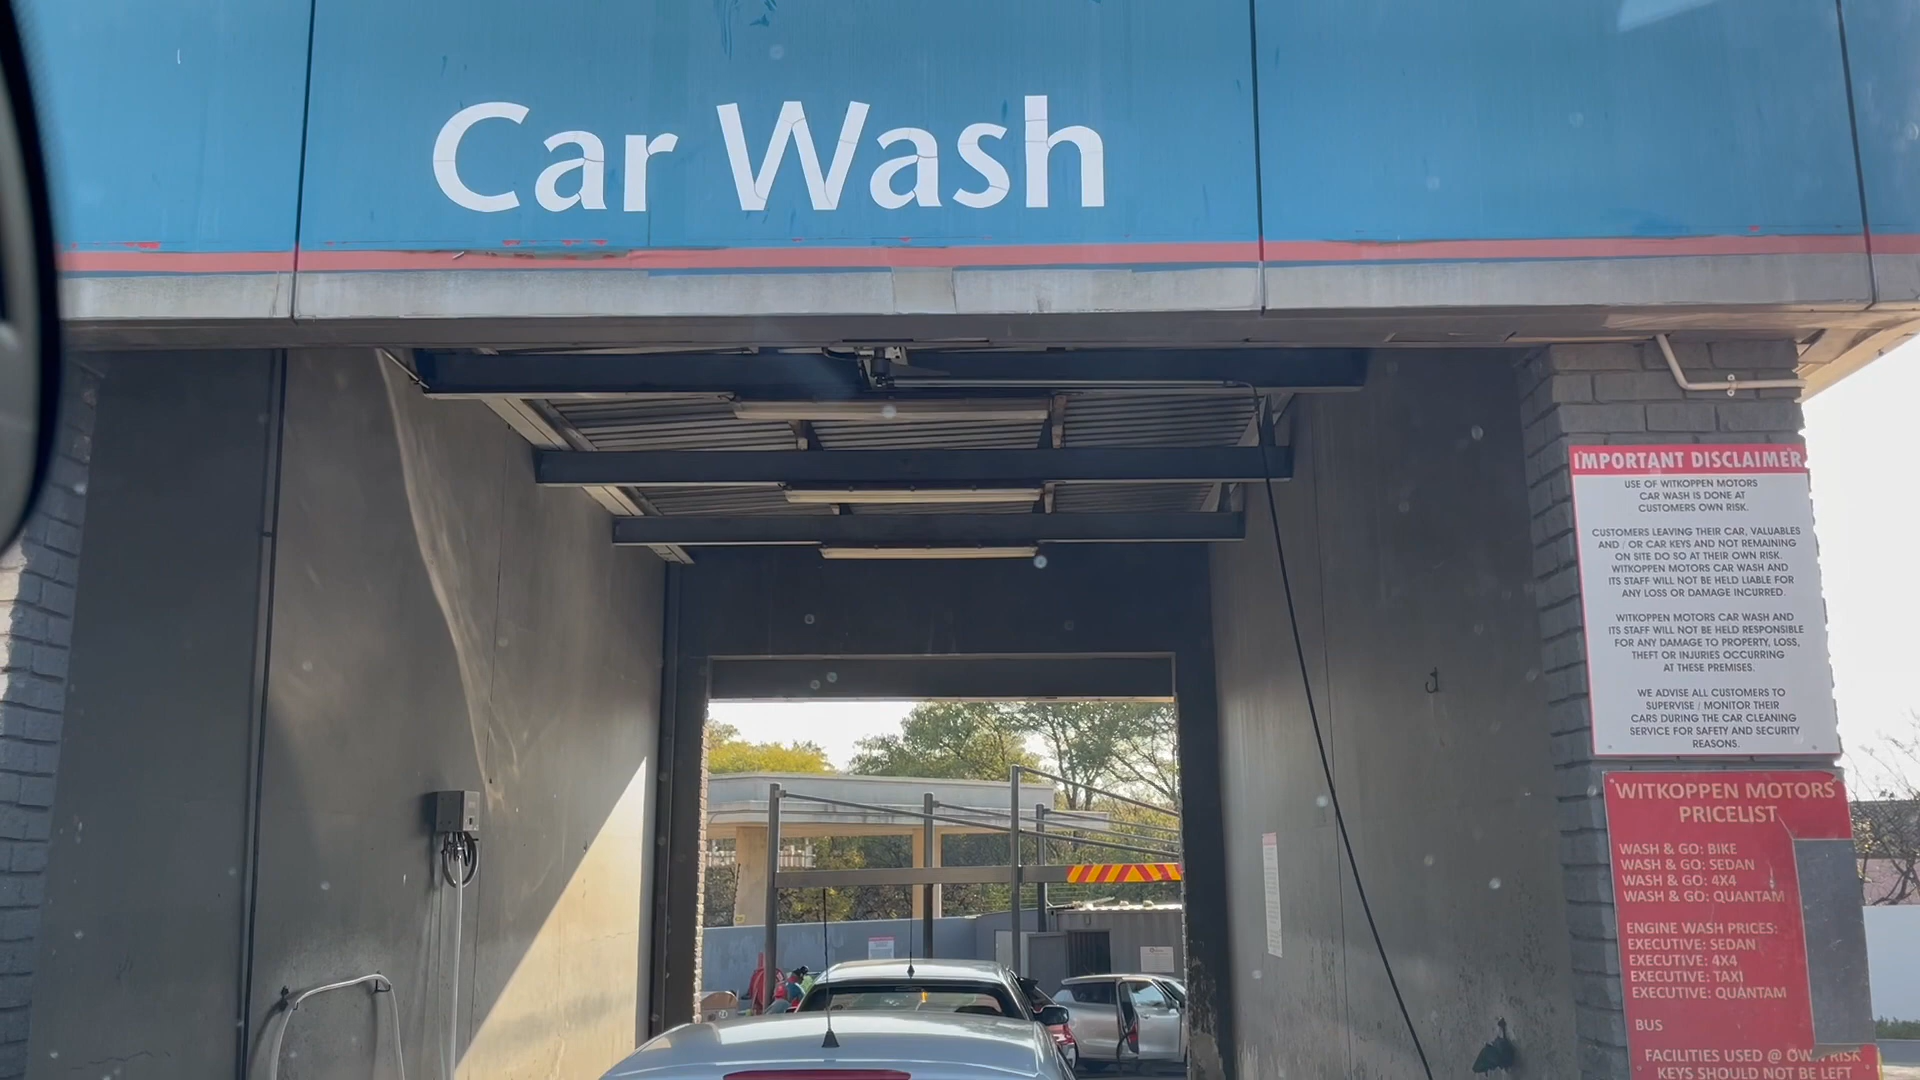 Car Wash
IMPORTANT DISCLAIMER
USE OF WITKOPPEN MOTORS
CAR WASH IS DONE AT
CUSTOMERS OWN RISK.
CUSTOMERS LEAVING THEIR CAR, VALUABLES
AND / OR CAR KEYS AND NOT REMAINING
ON SITE DO SO AT THEIR OWN RISK.
WITKOPPEN MOTORS CAR WASH AND
ITS STAFF WILL NOT BE HELD LIABLE FOR
ANY LOSS OR DAMAGE INCURRED.
WITKOPPEN MOTORS CAR WASH AND
ITS STAFF WILL NOT BE HELD RESPONSIBLE
FOR ANY DAMAGE TO PROPERTY, LOSS,
THEFT OR INJURIES OCCURRING
AT THESE PREMISES.
WE ADVISE ALL CUSTOMERS TO
SUPERVISE / MONITOR THEIR
CARS DURING THE CAR CLEANING
SERVICE FOR SAFETY AND SECURITY
REASONS.
WITKOPPEN MOTORS
PRICELIST
WASH & GO: BIKE
WASH & GO: SEDAN
WASH & GO: 4X4
WASH & GO: QUANTAM
ENGINE WASH PRICES:
EXECUTIVE: SEDAN
EXECUTIVE: 4X4
EXECUTIVE: TAXI
EXECUTIVE: QUANTAM
BUS
FACILITIES USED @ OWN RISK
KEYS SHOULD NOT BE LEFT